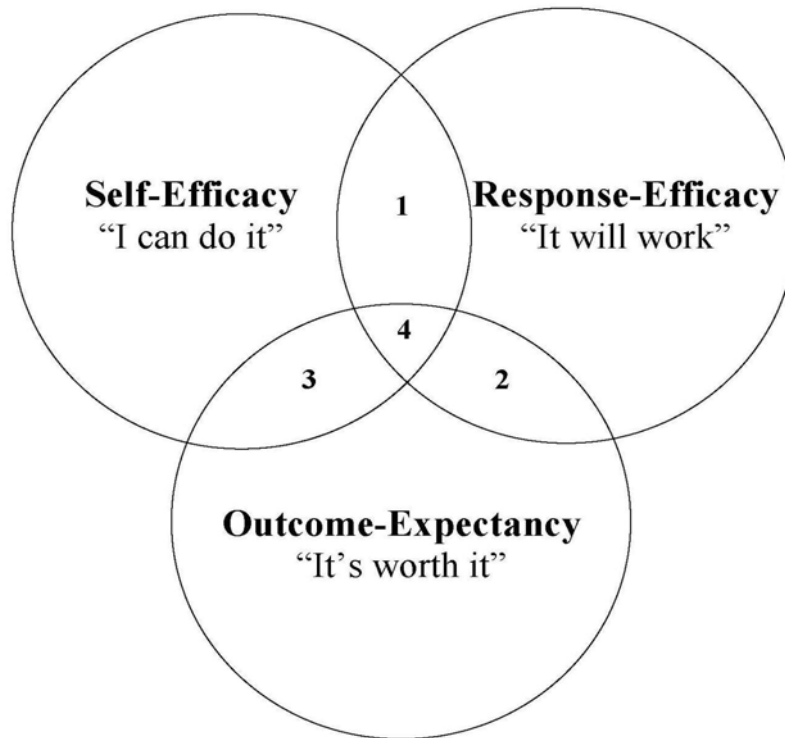 Self-Efficacy
“I can do it”
1
Response-Efficacy
“It will work”
4
3
2
Outcome-Expectancy
“It’s worth it”